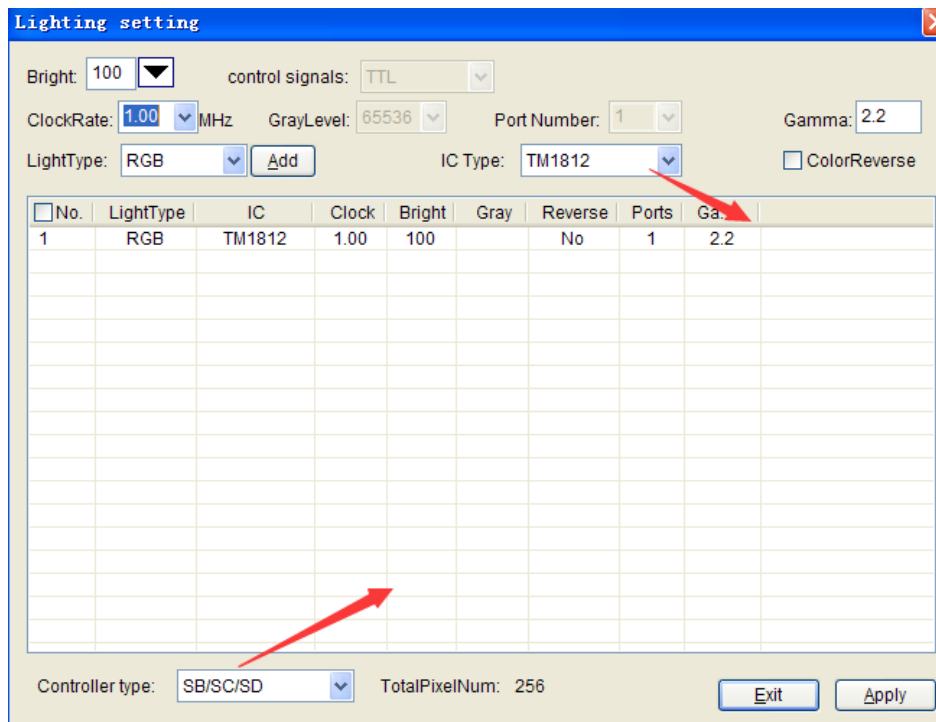 Lighting setting
Bright: 100 control signals: TTL
ClockRate: 1.00 MHz GrayLevel: 65536 Port Number: 1 Gamma: 2.2
LightType: RGB Add IC Type: TM1812 ColorReverse
No. LightType IC Clock Bright Gray Reverse Ports Ga...
1 RGB TM1812 1.00 100 No 1 2.2
Controller type: SB/SC/SD TotalPixelNum: 256 Exit Apply